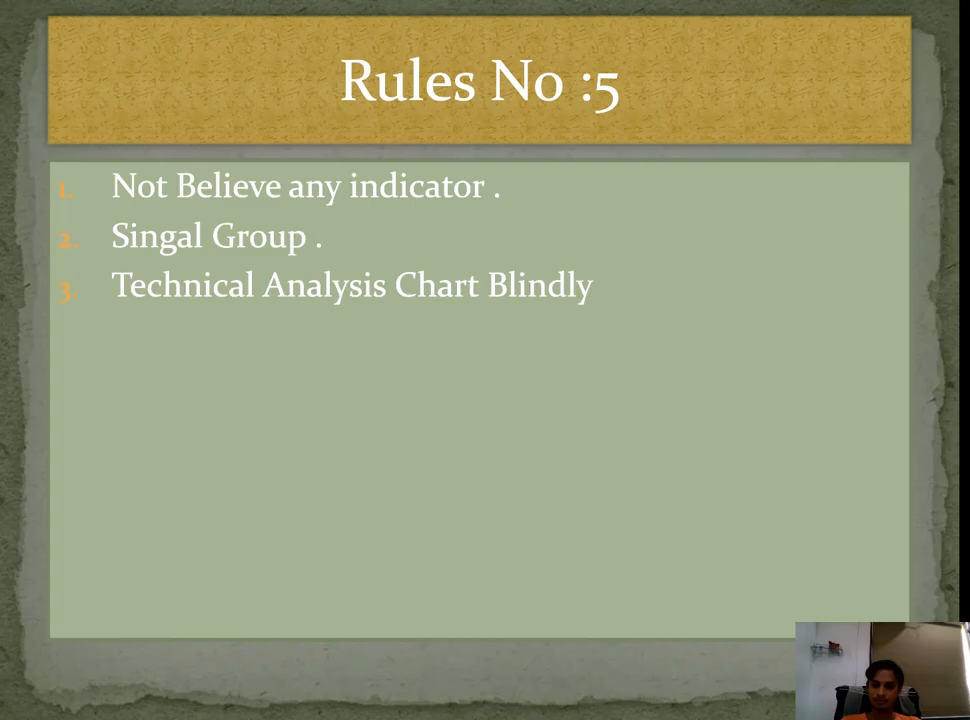 Rules No :5
1. Not Believe any indicator .
2. Singal Group .
3. Technical Analysis Chart Blindly